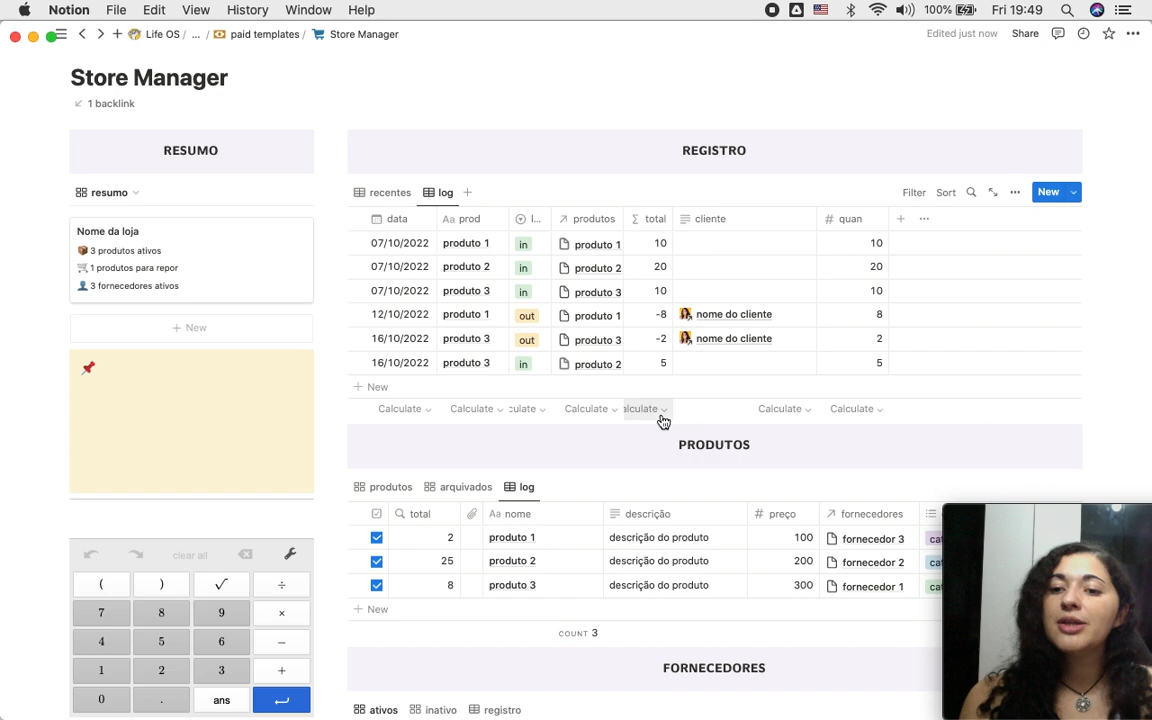 Notion File Edit View History Window Help 100% Fri 19:49
Life OS / ... / paid templates / Store Manager Edited just now Share
Store Manager
1 backlink
RESUMO
resumo
Nome da loja
3 produtos ativos
1 produtos para repor
3 fornecedores ativos
+ New
( ) √ ÷
clear all
7 8 9 ×
4 5 6 −
1 2 3 +
0 . ans
REGISTRO
recentes log + Filter Sort New
data Aa prod l... produtos Σ total cliente # quan +
07/10/2022 produto 1 in produto 1 10 10
07/10/2022 produto 2 in produto 2 20 20
07/10/2022 produto 3 in produto 3 10 10
12/10/2022 produto 1 out produto 1 -8 nome do cliente 8
16/10/2022 produto 3 out produto 3 -2 nome do cliente 2
16/10/2022 produto 3 in produto 2 5 5
+ New
Calculate Calculate culate Calculate alculate Calculate Calculate
PRODUTOS
produtos arquivados log
total Aa nome descrição # preço fornecedores
2 produto 1 descrição do produto 100 fornecedor 3 cat
25 produto 2 descrição do produto 200 fornecedor 2 cat
8 produto 3 descrição do produto 300 fornecedor 1 cat
+ New
COUNT 3
FORNECEDORES
ativos inativo registro